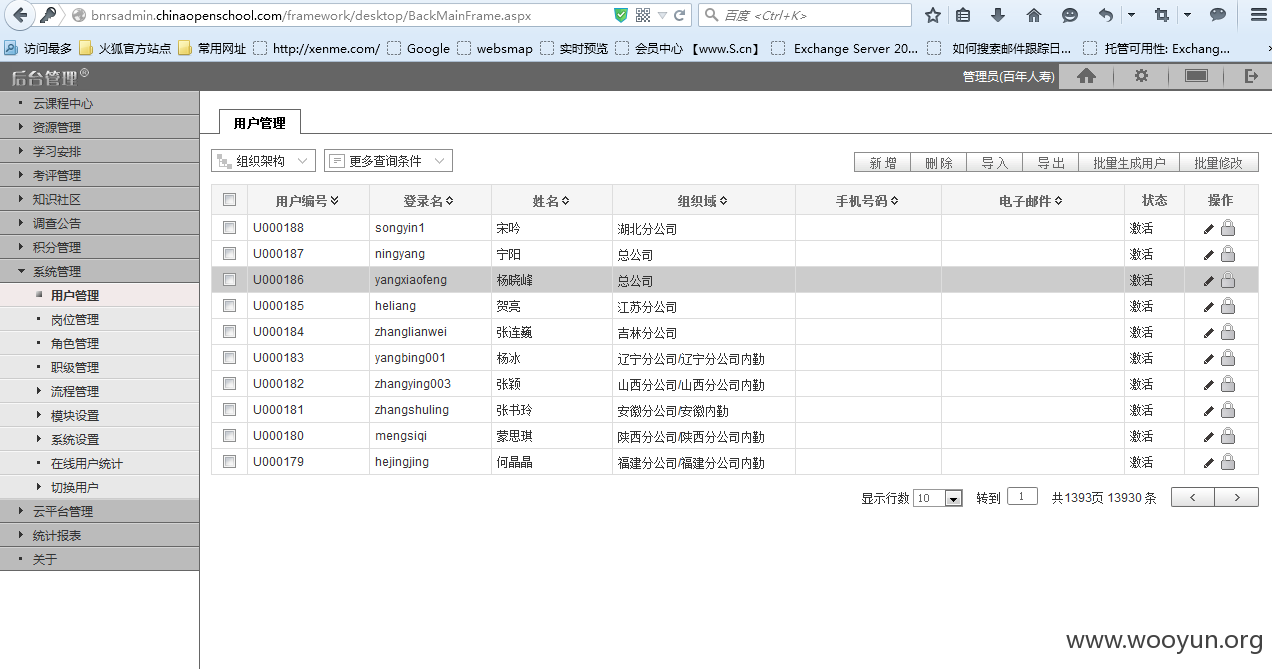 bnrsadmin.chinaopenschool.com/framework/desktop/BackMainFrame.aspx
百度 <Ctrl+K>
访问最多 火狐官方站点 常用网址 http://xenme.com/ Google websmap 实时预览 会员中心 【www.S.cn】 Exchange Server 20... 如何搜索邮件跟踪日... 托管可用性: Exchang...
后台管理® 管理员(百年人寿)
云课程中心
资源管理
学习安排
考评管理
知识社区
调查公告
积分管理
系统管理
用户管理
岗位管理
角色管理
职级管理
流程管理
模块设置
系统设置
在线用户统计
切换用户
云平台管理
统计报表
关于
用户管理
组织架构 更多查询条件 新增 删除 导入 导出 批量生成用户 批量修改
用户编号 登录名 姓名 组织域 手机号码 电子邮件 状态 操作
U000188 songyin1 宋吟 湖北分公司 激活
U000187 ningyang 宁阳 总公司 激活
U000186 yangxiaofeng 杨晓峰 总公司 激活
U000185 heliang 贺亮 江苏分公司 激活
U000184 zhanglianwei 张连巍 吉林分公司 激活
U000183 yangbing001 杨冰 辽宁分公司/辽宁分公司内勤 激活
U000182 zhangying003 张颖 山西分公司/山西分公司内勤 激活
U000181 zhangshuling 张书玲 安徽分公司/安徽内勤 激活
U000180 mengsiqi 蒙思琪 陕西分公司/陕西分公司内勤 激活
U000179 hejingjing 何晶晶 福建分公司/福建分公司内勤 激活
显示行数 10 转到 1 共1393页 13930 条 < >
www.wooyun.org